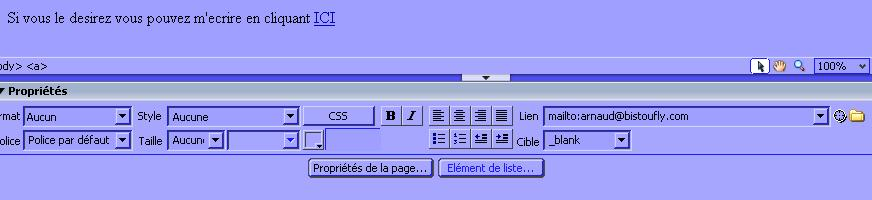 Si vous le desirez vous pouvez m'ecrire en cliquant ICI
ody> <a>
100%
Propriétés
rmat Aucun Style Aucune CSS B I Lien mailto:arnaud@bistoufly.com
olice Police par défaut Taille Aucun Cible _blank
Propriétés de la page... Elément de liste...